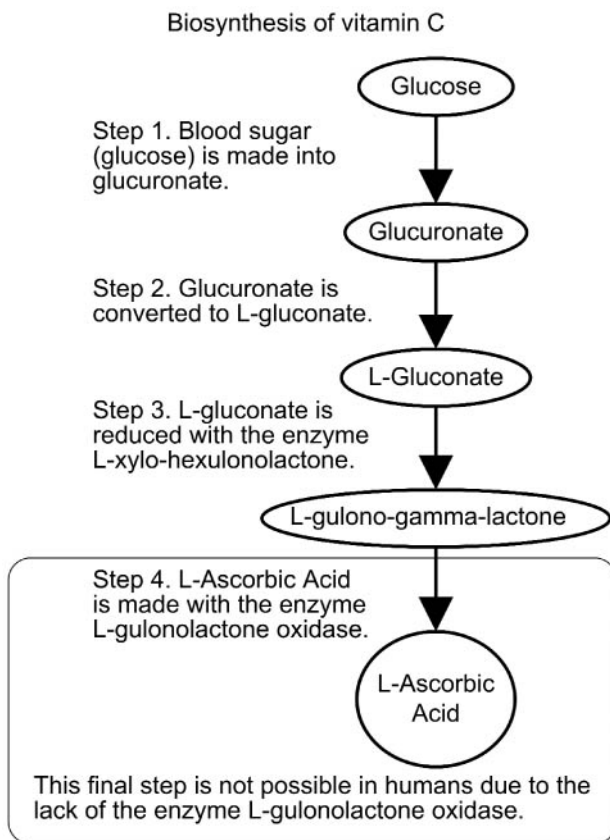 Biosynthesis of vitamin C
Glucose
Step 1. Blood sugar
(glucose) is made into
glucuronate.
Glucuronate
Step 2. Glucuronate is
converted to L-gluconate.
L-Gluconate
Step 3. L-gluconate is
reduced with the enzyme
L-xylo-hexulonolactone.
L-gulono-gamma-lactone
Step 4. L-Ascorbic Acid
is made with the enzyme
L-gulonolactone oxidase.
L-Ascorbic
Acid
This final step is not possible in humans due to the
lack of the enzyme L-gulonolactone oxidase.